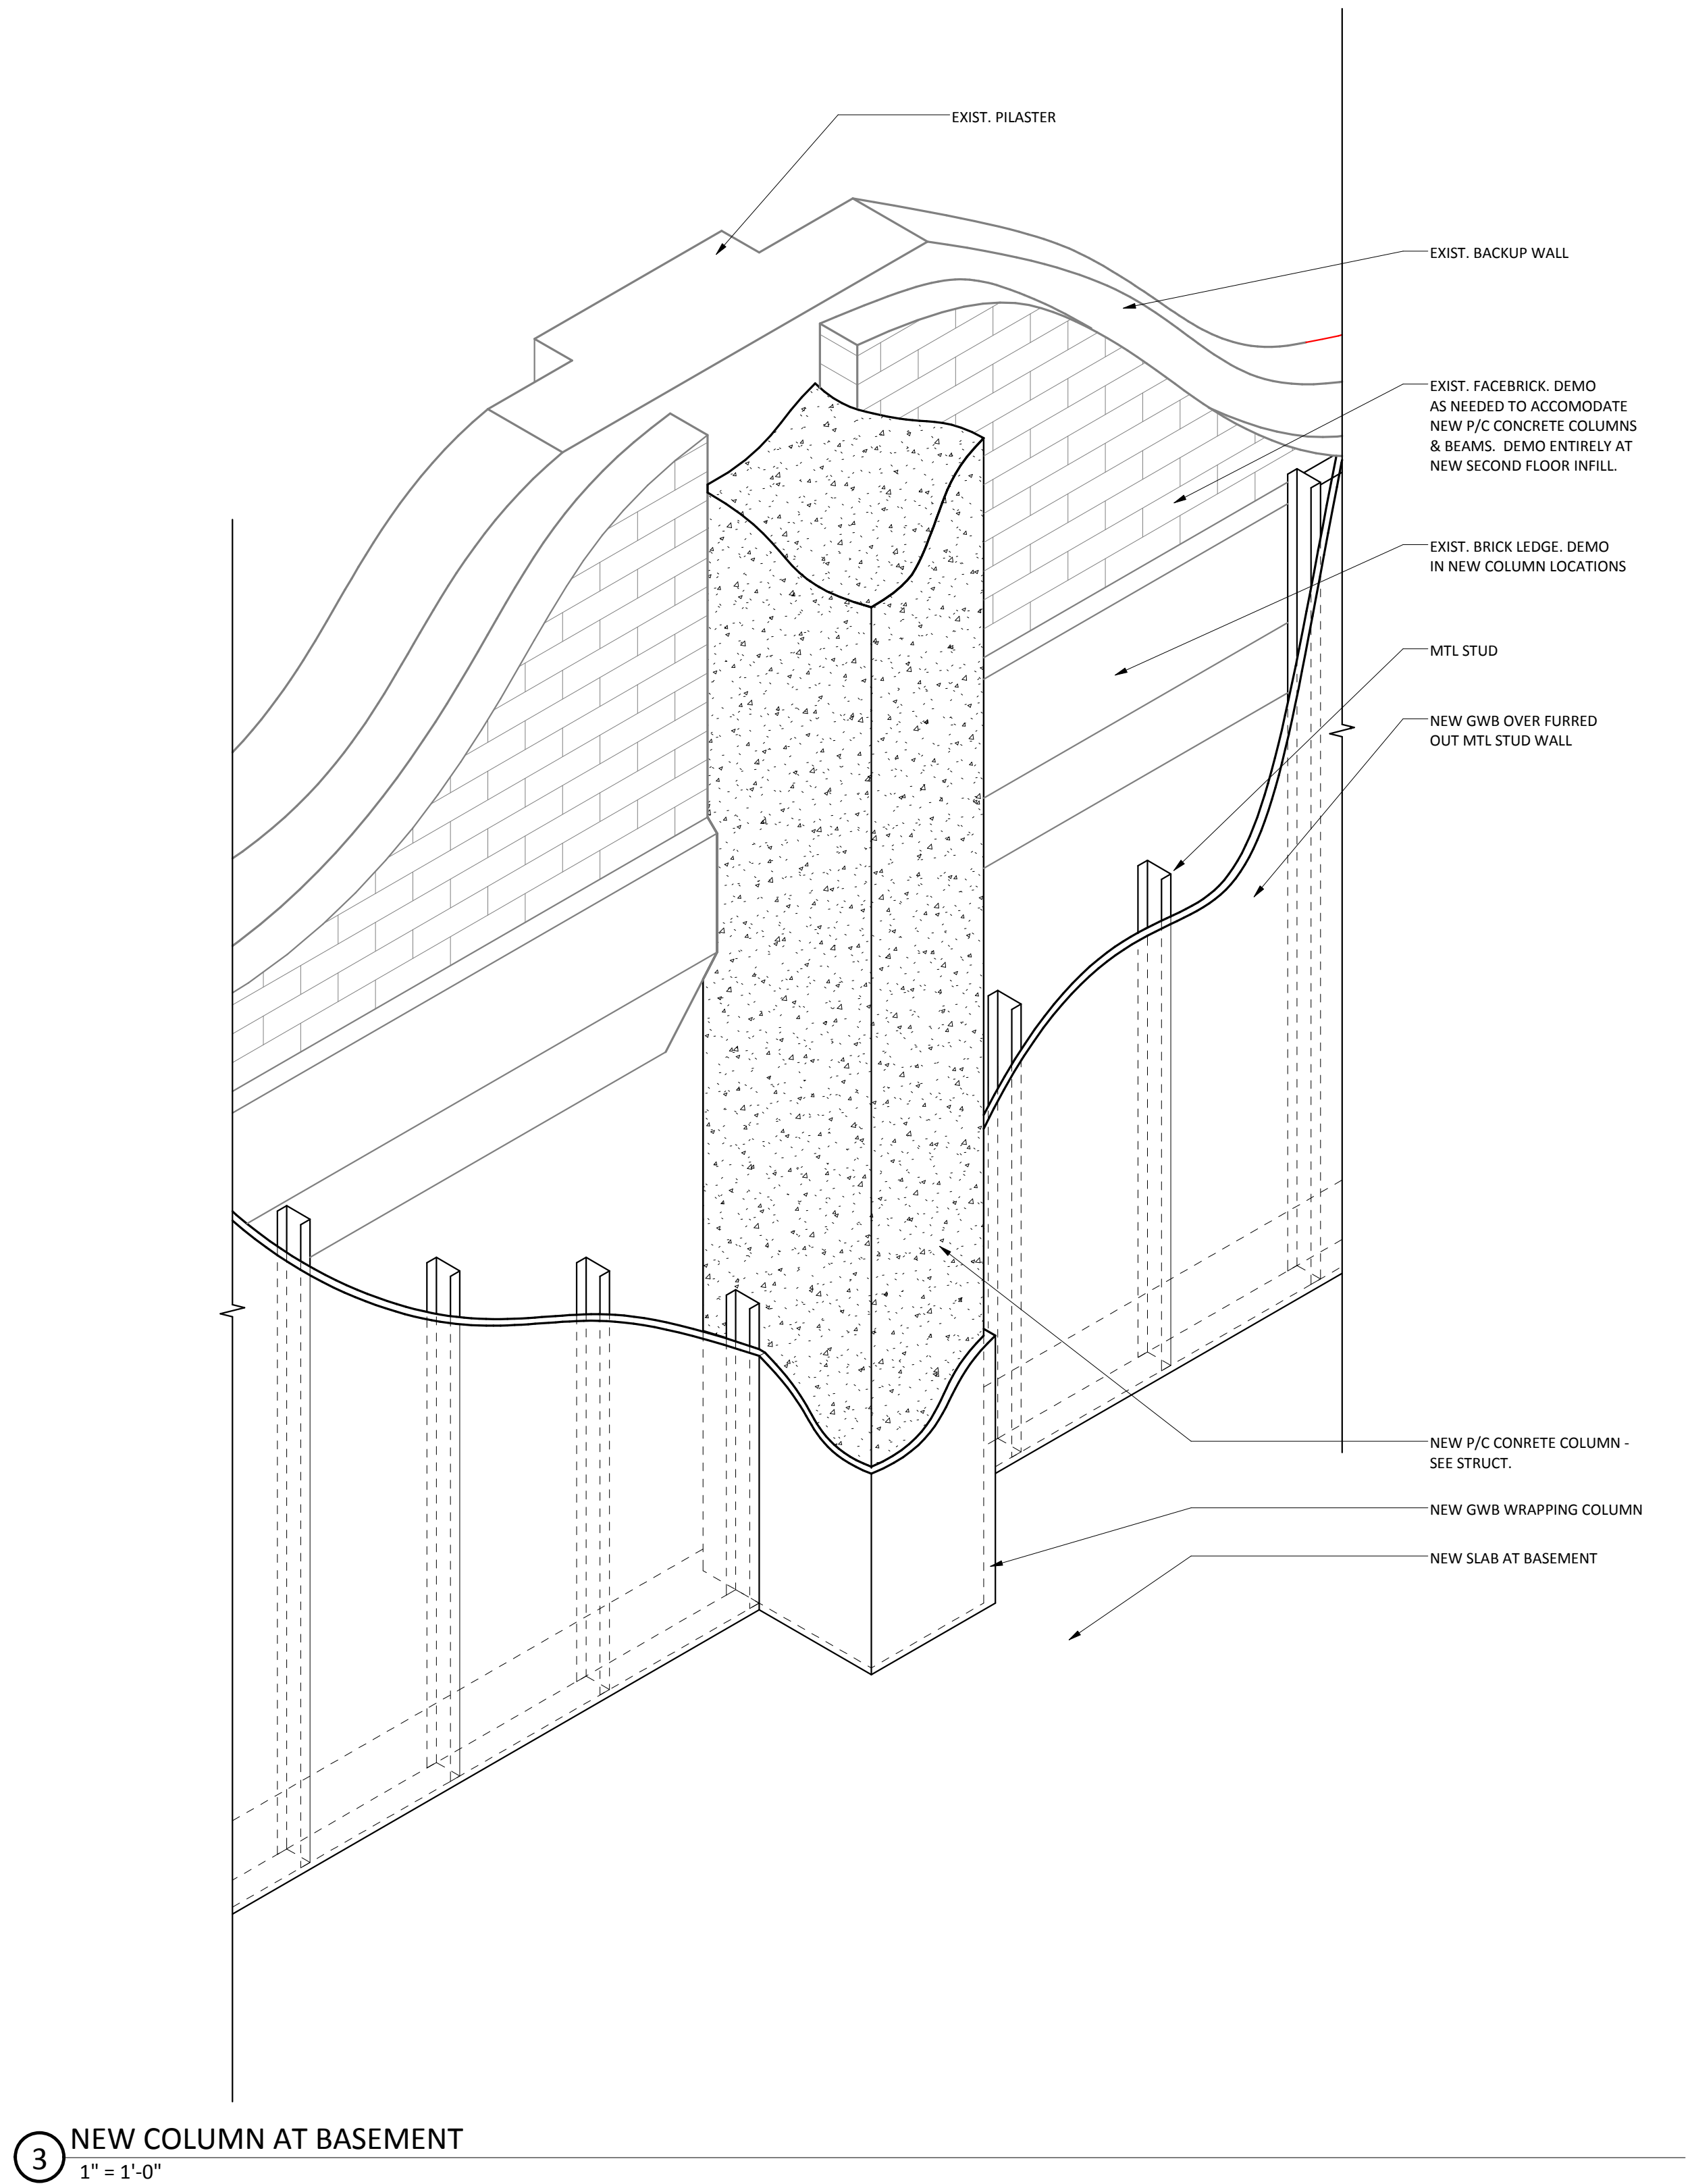 EXIST. PILASTER
EXIST. BACKUP WALL
EXIST. FACEBRICK. DEMO
AS NEEDED TO ACCOMODATE
NEW P/C CONCRETE COLUMNS
& BEAMS. DEMO ENTIRELY AT
NEW SECOND FLOOR INFILL.
EXIST. BRICK LEDGE. DEMO
IN NEW COLUMN LOCATIONS
MTL STUD
NEW GWB OVER FURRED
OUT MTL STUD WALL
NEW P/C CONRETE COLUMN -
SEE STRUCT.
NEW GWB WRAPPING COLUMN
NEW SLAB AT BASEMENT
3 NEW COLUMN AT BASEMENT
1" = 1'-0"